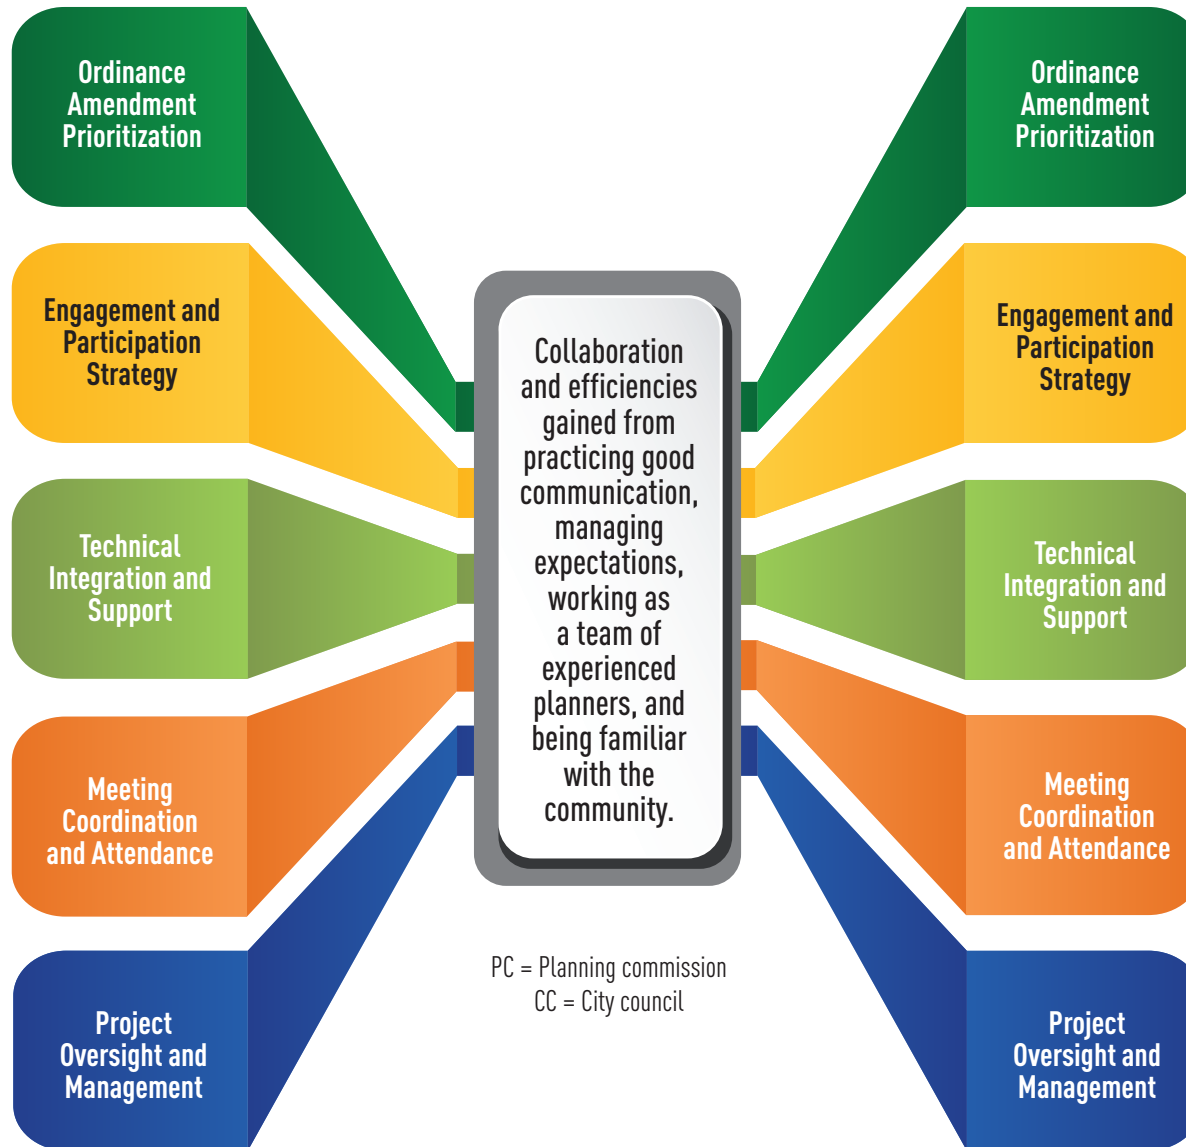 Ordinance
Amendment
Prioritization
Engagement and
Participation
Strategy
Technical
Integration and
Support
Meeting
Coordination
and Attendance
Project
Oversight and
Management
Collaboration
and efficiencies
gained from
practicing good
communication,
managing
expectations,
working as
a team of
experienced
planners, and
being familiar
with the
community.
PC = Planning commission
CC = City council
Ordinance
Amendment
Prioritization
Engagement and
Participation
Strategy
Technical
Integration and
Support
Meeting
Coordination
and Attendance
Project
Oversight and
Management